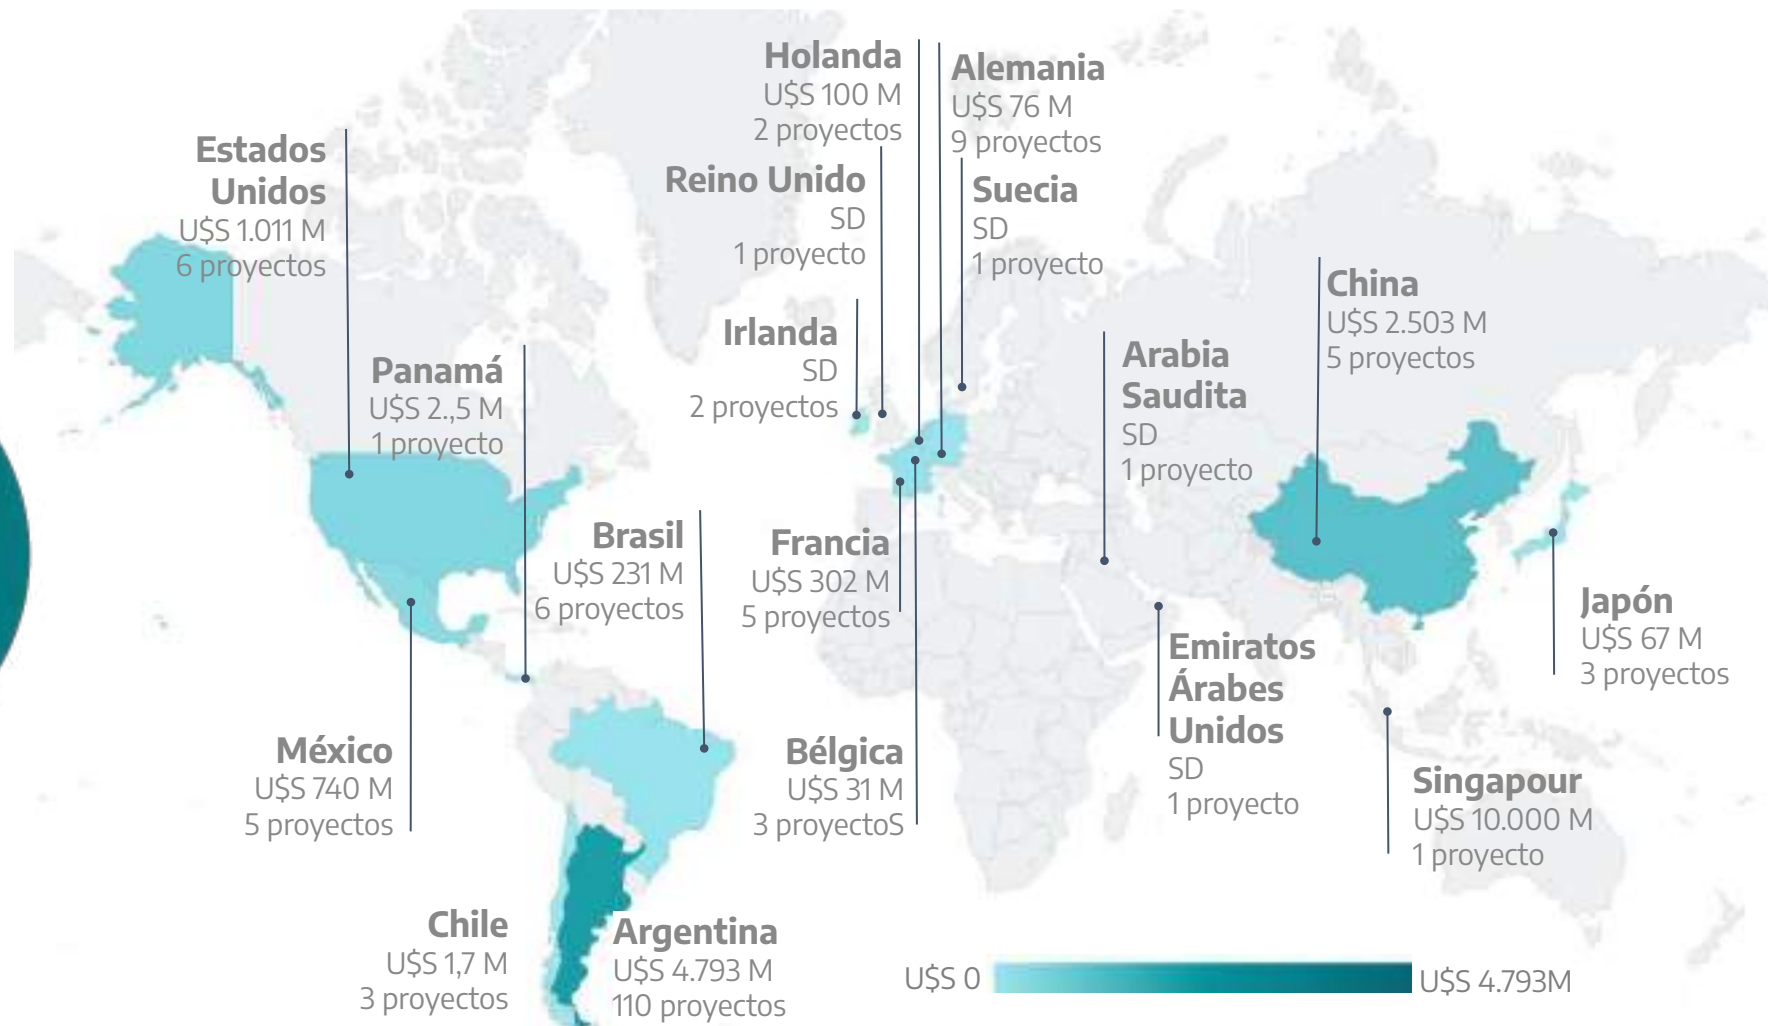 Holanda
U$S 100 M
2 proyectos
Alemania
U$S 76 M
9 proyectos
Estados
Unidos
U$S 1.011 M
6 proyectos
Reino Unido
SD
1 proyecto
Suecia
SD
1 proyecto
China
U$S 2.503 M
5 proyectos
Irlanda
SD
2 proyectos
Arabia
Saudita
SD
1 proyecto
Panamá
U$S 2.,5 M
1 proyecto
Brasil
U$S 231 M
6 proyectos
Francia
U$S 302 M
5 proyectos
Japón
U$S 67 M
3 proyectos
Emiratos
Árabes
Unidos
SD
1 proyecto
México
U$S 740 M
5 proyectos
Bélgica
U$S 31 M
3 proyectoS
Singapour
U$S 10.000 M
1 proyecto
Chile
U$S 1,7 M
3 proyectos
Argentina
U$S 4.793 M
110 proyectos
U$S 0
U$S 4.793M